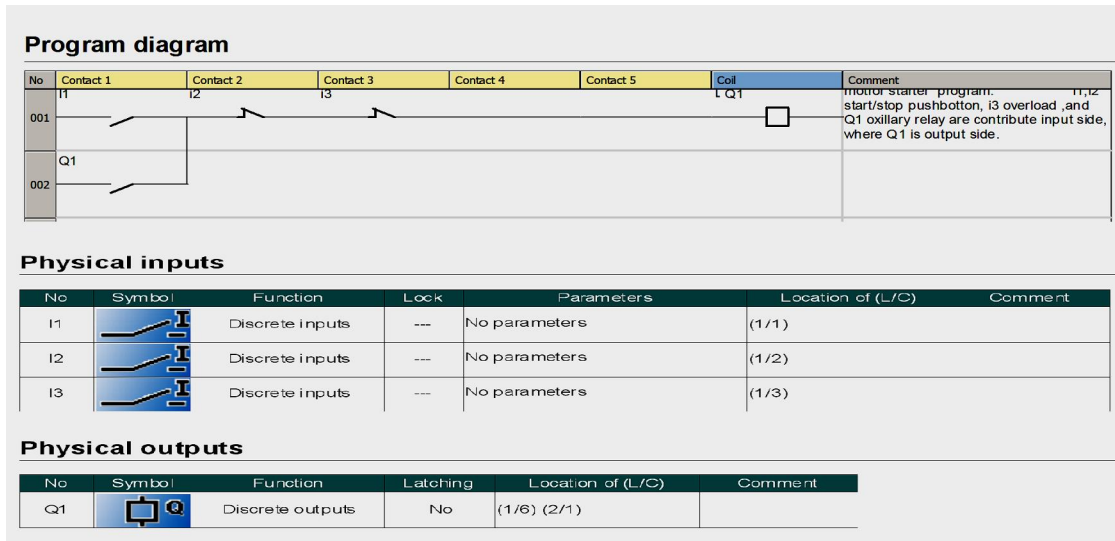 Program diagram
No Contact 1 Contact 2 Contact 3 Contact 4 Contact 5 Coil Comment
I1 i2 i3 Q1 motror starter program: I1,i2
001 start/stop pushbotton, i3 overload ,and
Q1 oxillary relay are contribute input side,
where Q1 is output side.
Q1
002
Physical inputs
No Symbol Function Lock Parameters Location of (L/C) Comment
I1 I Discrete inputs --- No parameters (1/1)
I2 I Discrete inputs --- No parameters (1/2)
I3 I Discrete inputs --- No parameters (1/3)
Physical outputs
No Symbol Function Latching Location of (L/C) Comment
Q1 Q Discrete outputs No (1/6) (2/1)